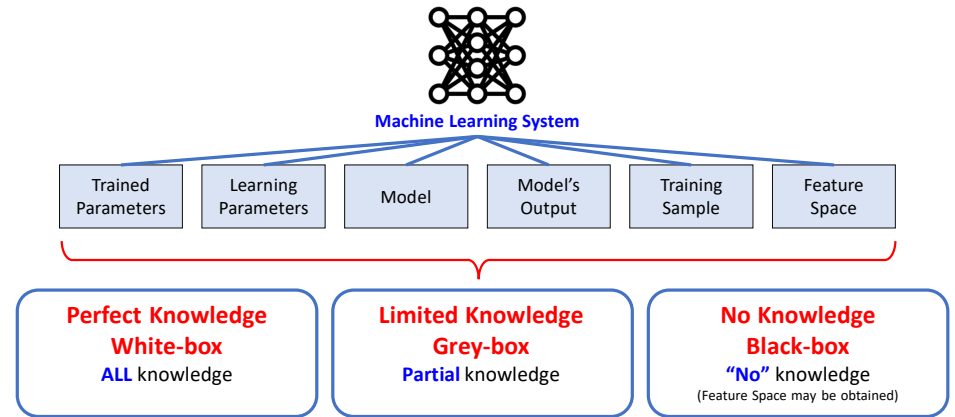 Machine Learning System
Trained
Parameters
Learning
Parameters
Model
Model's
Output
Training
Sample
Feature
Space
Perfect Knowledge
White-box
ALL knowledge
Limited Knowledge
Grey-box
Partial knowledge
No Knowledge
Black-box
“No” knowledge
(Feature Space may be obtained)